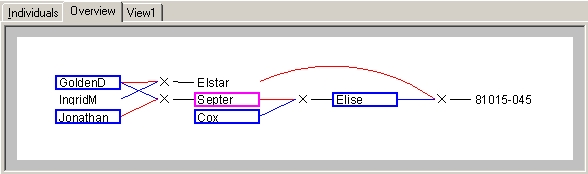 Individuals Overview View1
GoldenD × Elstar
IngridM × Septer × Elise × 81015-045
Jonathan Cox